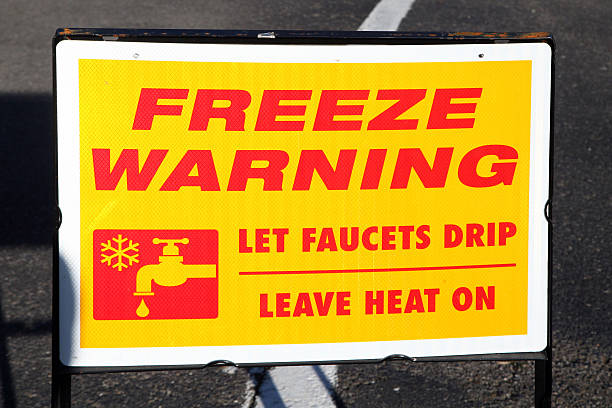 FREEZE
WARNING
LET FAUCETS DRIP
LEAVE HEAT ON